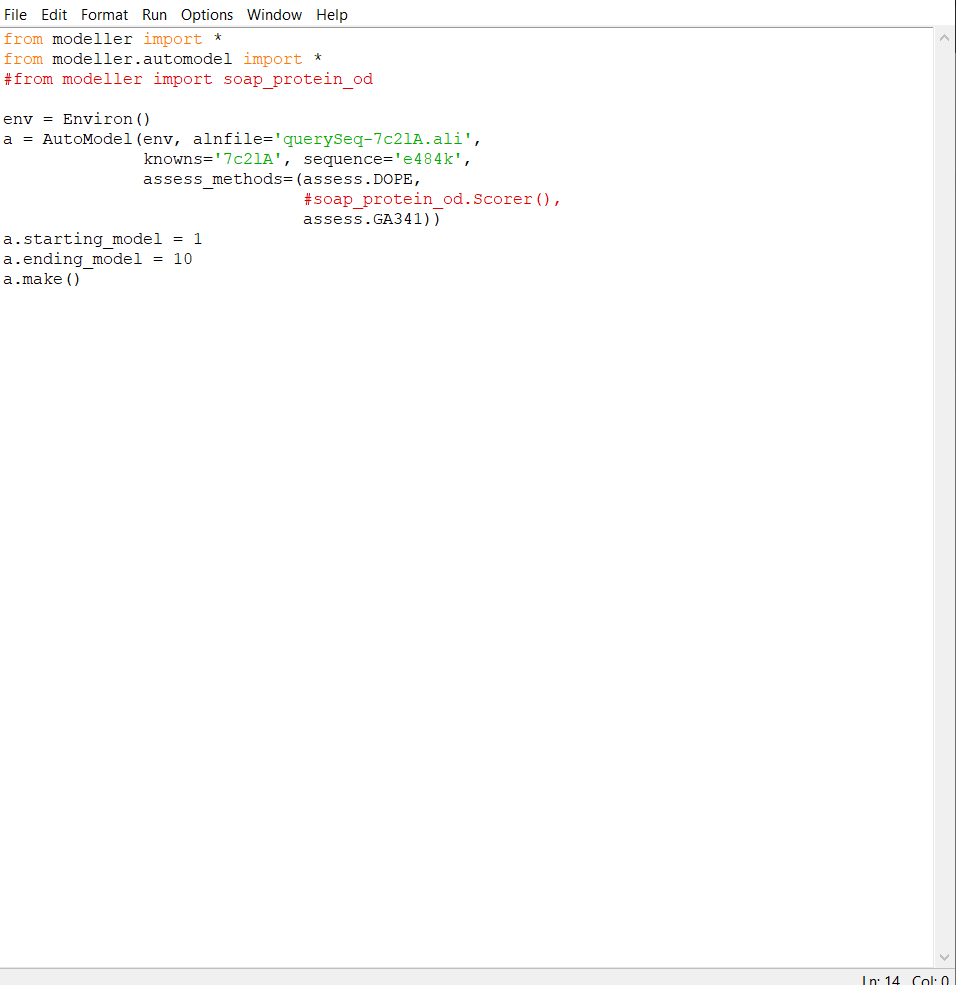 File Edit Format Run Options Window Help
from modeller import *
from modeller.automodel import *
#from modeller import soap_protein_od

env = Environ()
a = AutoModel(env, alnfile='querySeq-7c2lA.ali',
              knowns='7c2lA', sequence='e484k',
              assess_methods=(assess.DOPE,
                              #soap_protein_od.Scorer(),
                              assess.GA341))
a.starting_model = 1
a.ending_model = 10
a.make()
Ln: 14 Col: 0